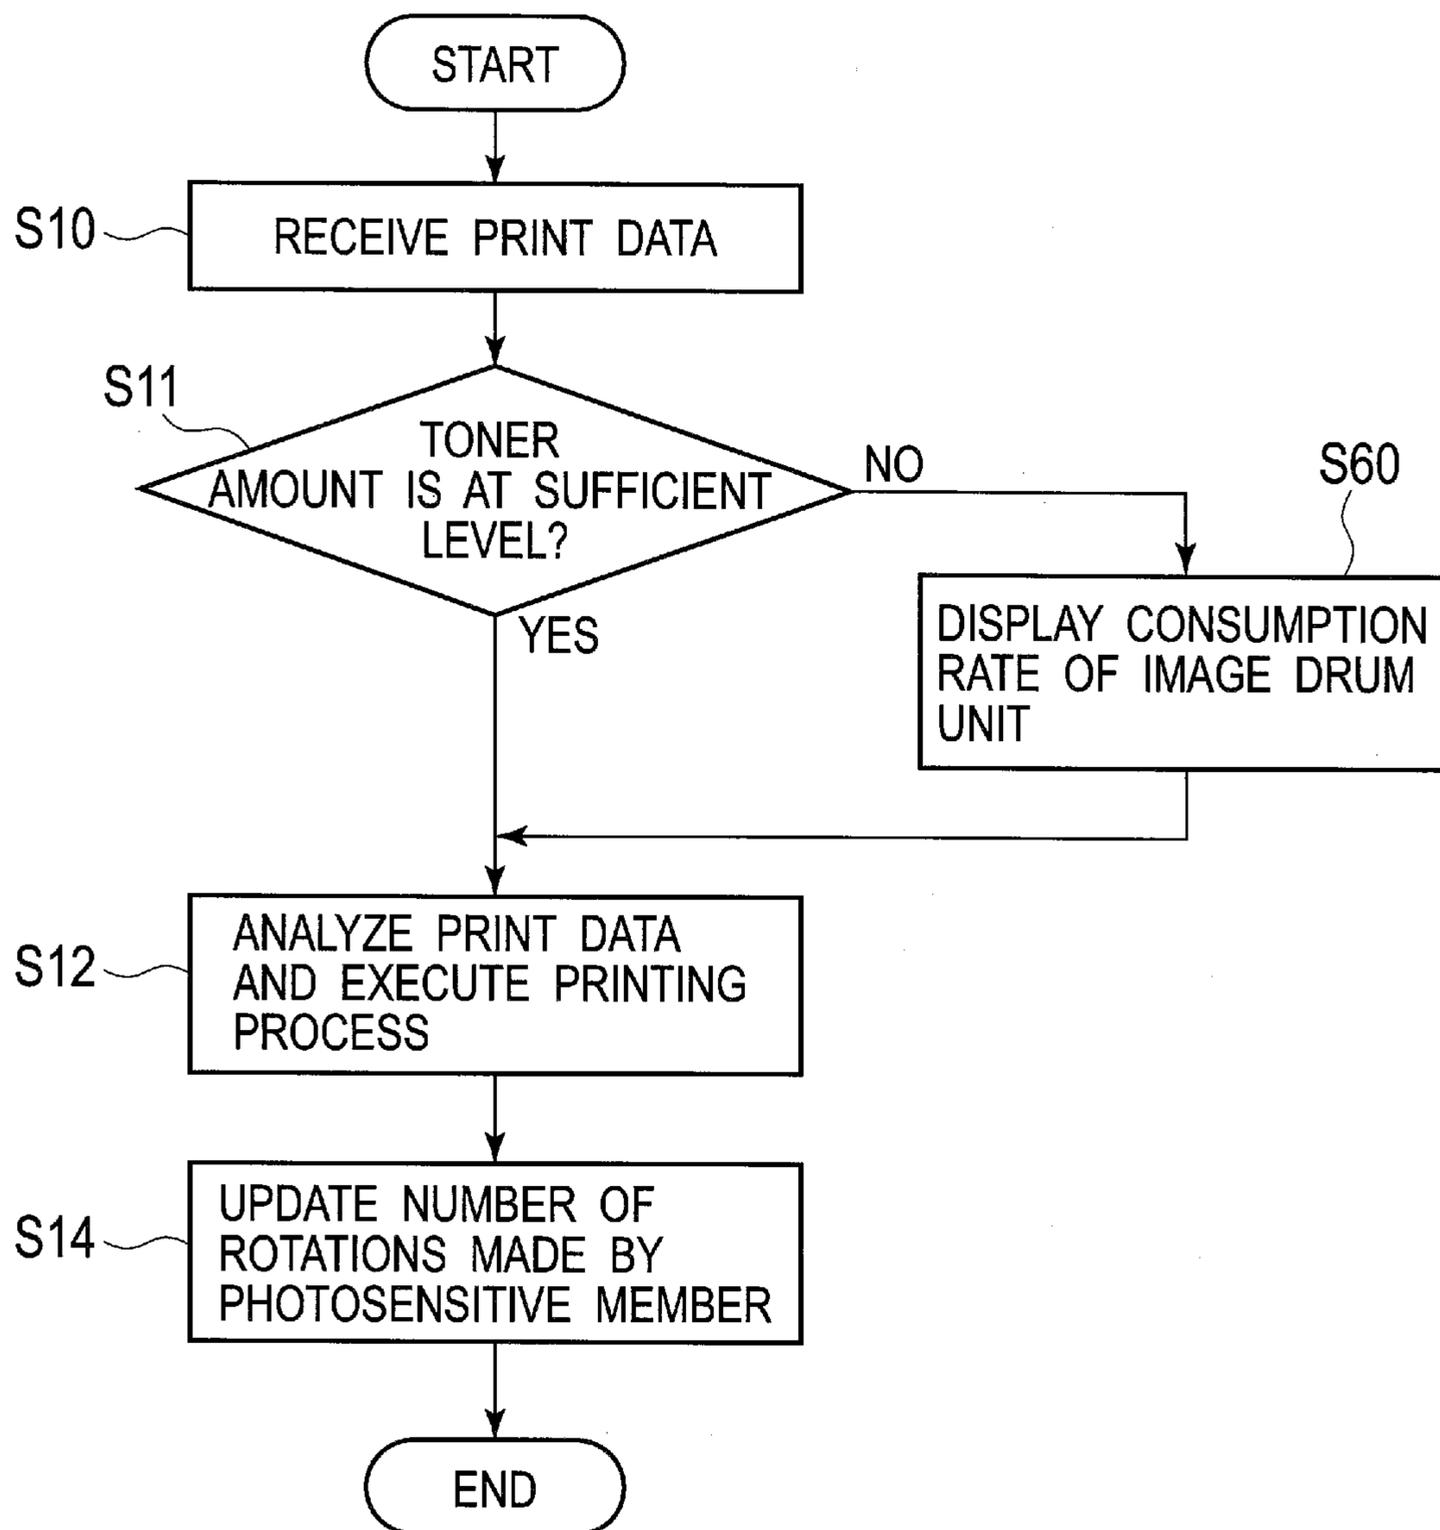 START
S10
RECEIVE PRINT DATA
S11
TONER
AMOUNT IS AT SUFFICIENT
LEVEL?
NO
S60
YES
DISPLAY CONSUMPTION
RATE OF IMAGE DRUM
UNIT
S12
ANALYZE PRINT DATA
AND EXECUTE PRINTING
PROCESS
S14
UPDATE NUMBER OF
ROTATIONS MADE BY
PHOTOSENSITIVE MEMBER
END